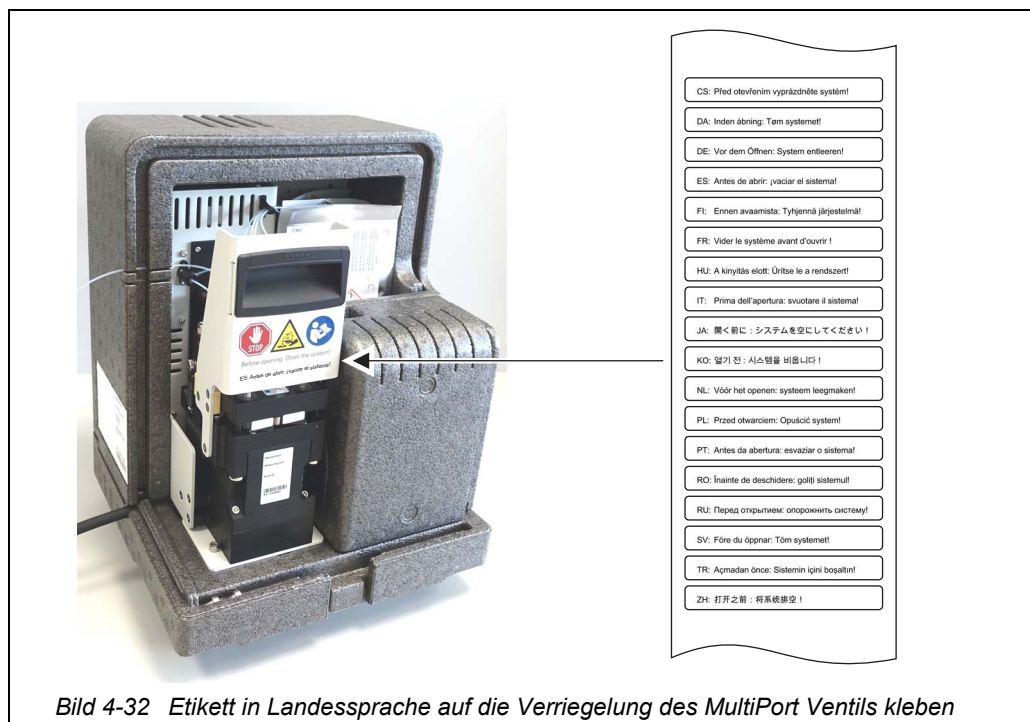 STOP
Before opening: Drain the system!
ES: Antes de abrir: ¡vaciar el sistema!
CS: Před otevřením vyprázdněte systém!
DA: Inden åbning: Tøm systemet!
DE: Vor dem Öffnen: System entleeren!
ES: Antes de abrir: ¡vaciar el sistema!
FI: Ennen avaamista: Tyhjennä järjestelmä!
FR: Vider le système avant d'ouvrir !
HU: A kinyitás elott: Ürítse le a rendszert!
IT: Prima dell'apertura: svuotare il sistema!
JA: 開く前に：システムを空にしてください！
KO: 열기 전 : 시스템을 비웁니다 !
NL: Vóór het openen: systeem leegmaken!
PL: Przed otwarciem: Opuścić system!
PT: Antes da abertura: esvaziar o sistema!
RO: Înainte de deschidere: goliți sistemul!
RU: Перед открытием: опорожнить систему!
SV: Före du öppnar: Töm systemet!
TR: Açmadan önce: Sistemin içini boşaltın!
ZH: 打开之前：将系统排空！
Bild 4-32 Etikett in Landessprache auf die Verriegelung des MultiPort Ventils kleben